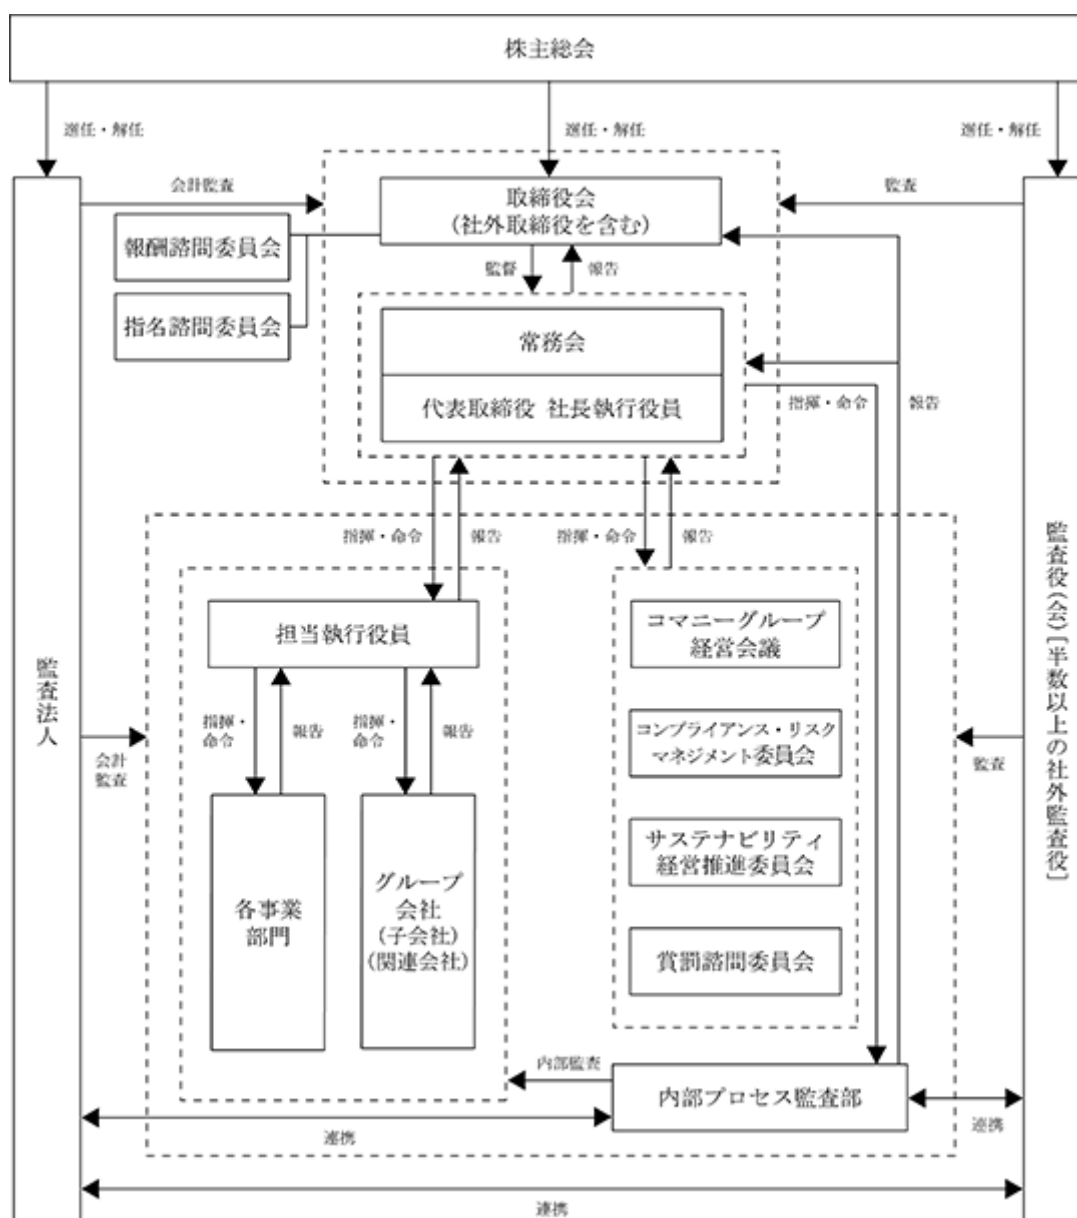 株主総会
選任・解任
選任・解任
選任・解任
会計監査
取締役会
(社外取締役を含む)
監査
報酬諮問委員会
監督
報告
指名諮問委員会
常務会
代表取締役 社長執行役員
指揮・命令
報告
指揮・命令
報告
指揮・命令
報告
担当執行役員
コマニーグループ
経営会議
監査法人
監査役(会)[半数以上の社外監査役]
指揮・
命令
報告
指揮・
命令
報告
コンプライアンス・リスク
マネジメント委員会
会計
監査
監査
各事業
部門
グループ
会社
(子会社)
(関連会社)
サステナビリティ
経営推進委員会
賞罰諮問委員会
内部監査
内部プロセス監査部
連携
連携
連携